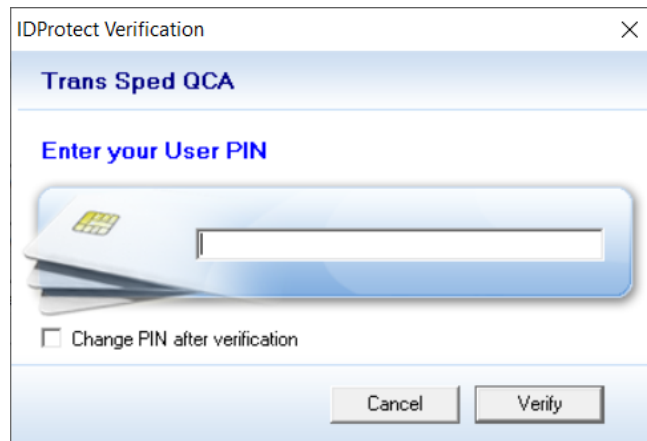 IDProtect Verification
Trans Sped QCA
Enter your User PIN
Change PIN after verification
Cancel Verify